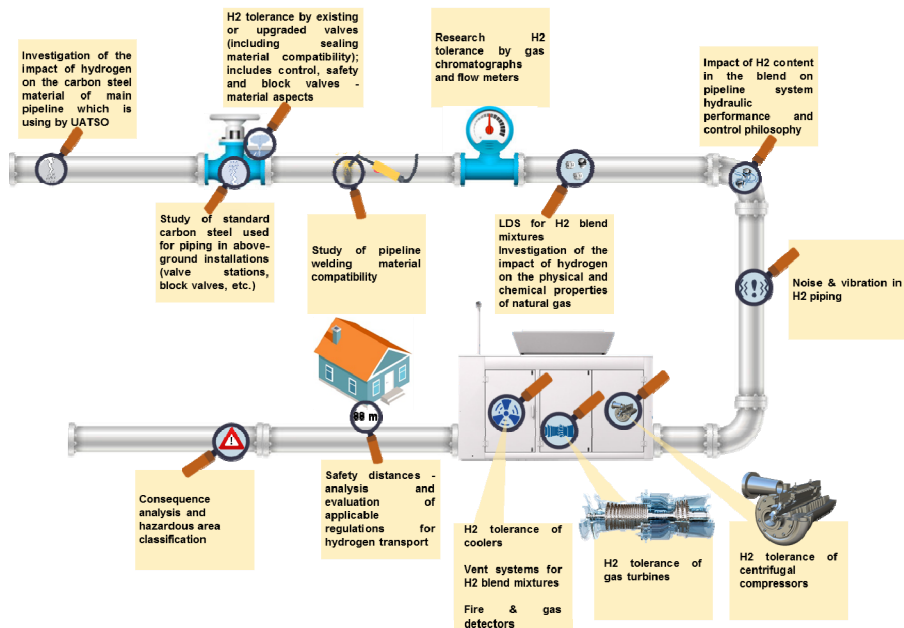 Investigation of the
impact of hydrogen
on the carbon steel
material of main
pipeline which is
using by UATSO
H2 tolerance by existing
or upgraded valves
(including sealing
material compatibility);
includes control, safety
and block valves -
material aspects
Research H2
tolerance by gas
chromatographs
and flow meters
Impact of H2 content
in the blend on
pipeline system
hydraulic
performance and
control philosophy
Study of standard
carbon steel used
for piping in above-
ground installations
(valve stations,
block valves, etc.)
Study of pipeline
welding material
compatibility
LDS for H2 blend
mixtures
Investigation of the
impact of hydrogen
on the physical and
chemical properties
of natural gas
Noise & vibration in
H2 piping
88 m
Consequence
analysis and
hazardous area
classification
Safety distances -
analysis and
evaluation of
applicable
regulations for
hydrogen transport
H2 tolerance of
coolers
Vent systems for
H2 blend mixtures
Fire & gas
detectors
H2 tolerance of
gas turbines
H2 tolerance of
centrifugal
compressors